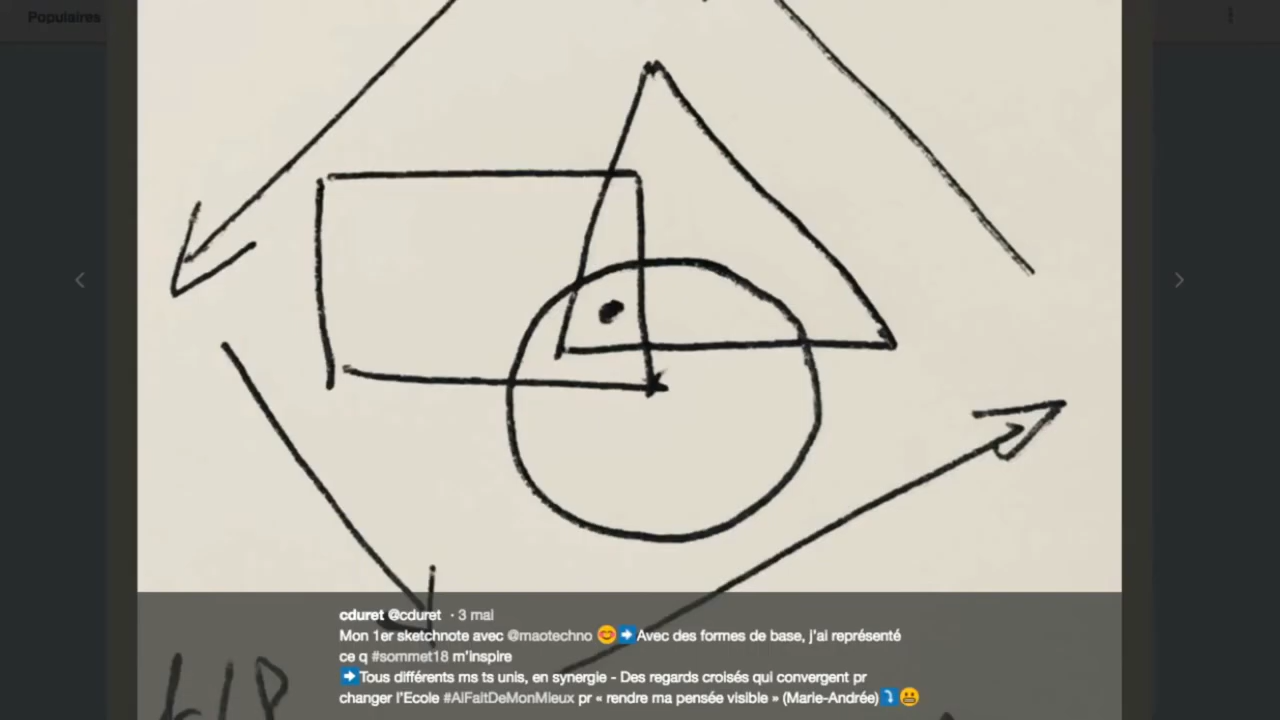 Populaires
cduret @cduret · 3 mai
Mon 1er sketchnote avec @maotechno 😊➡️Avec des formes de base, j'ai représenté
ce q #sommet18 m'inspire
➡️Tous différents ms ts unis, en synergie - Des regards croisés qui convergent pr
changer l'Ecole #AiFaitDeMonMieux pr « rendre ma pensée visible » (Marie-Andrée)⤵️😬